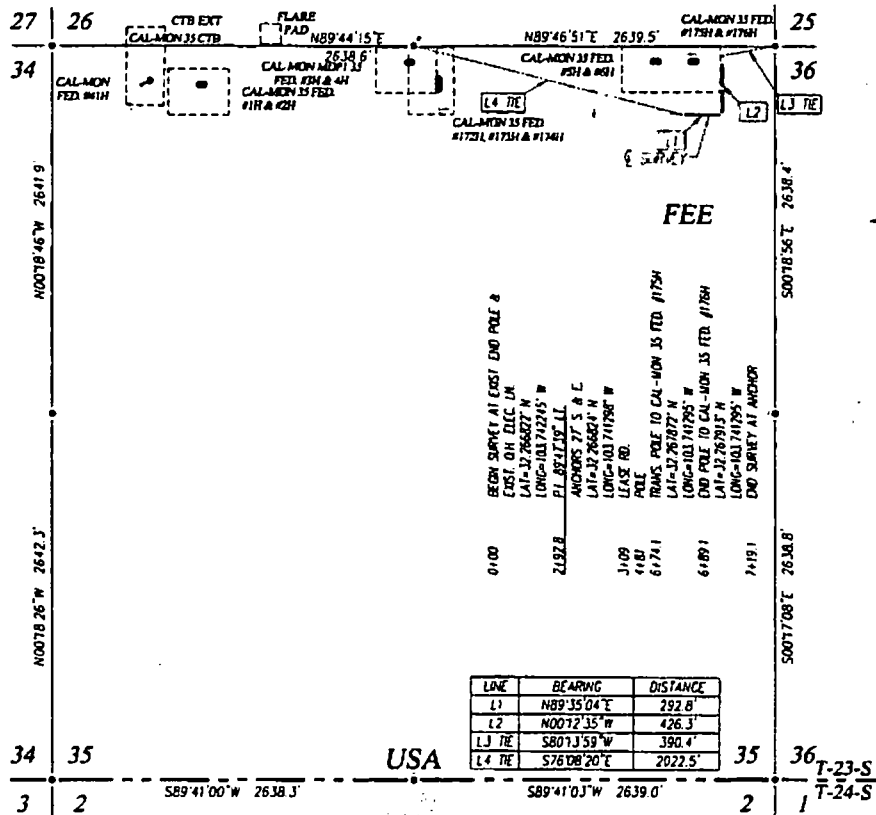 27 26
CTB EXT
CAL-MON 35 CTB
FLARE
PAD
N89°44'15"E
2638.6'
N89°46'51"E 2639.5'
CAL-MON 35 FED.
#175H & #176H
25
34
36
CAL-MON
FED. #41H
CAL-MON MDP1 35
FED. #3H & 4H
CAL-MON 35 FED.
#1H & #2H
CAL-MON 35 FED.
#5H & #6H
L4 TIE
CAL-MON 35 FED.
#172H, #173H & #174H
L2
L3 TIE
L1
℄ SURVEY
FEE
N00°18'46"W 2641.9'
S00°18'56"E 2638.4'
0+00 BEGIN SURVEY AT EXIST END POLE &
EXIST. O.H. ELEC. LN.
LAT=32.266822° N
LONG=103.742245° W
2+92.8 P.I. 89°47'39" LT.
ANCHORS 27' S. & E.
LAT=32.266824° N
LONG=103.741298° W
3+09 LEASE RD.
4+87 POLE
6+74.1 TRANS. POLE TO CAL-MON 35 FED. #175H
LAT=32.267872° N
LONG=103.741295° W
6+89.1 END POLE TO CAL-MON 35 FED. #176H
LAT=32.267913° N
LONG=103.741295° W
7+19.1 END SURVEY AT ANCHOR
N00°18'26"W 2642.3'
S00°17'08"E 2638.8'
LINE BEARING DISTANCE
L1 N89°35'04"E 292.8'
L2 N00°12'35"W 426.3'
L3 TIE S80°13'59"W 390.4'
L4 TIE S76°08'20"E 2022.5'
34 35
USA
35 36
T-23-S
3 2
S89°41'00"W 2638.3'
S89°41'03"W 2639.0'
2 1
T-24-S